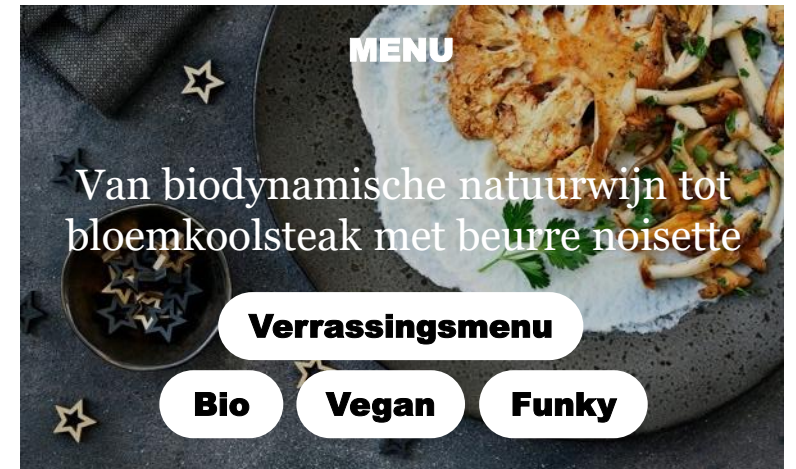 MENU
Van biodynamische natuurwijn tot
bloemkoolsteak met beurre noisette
Verrassingsmenu
Bio Vegan Funky